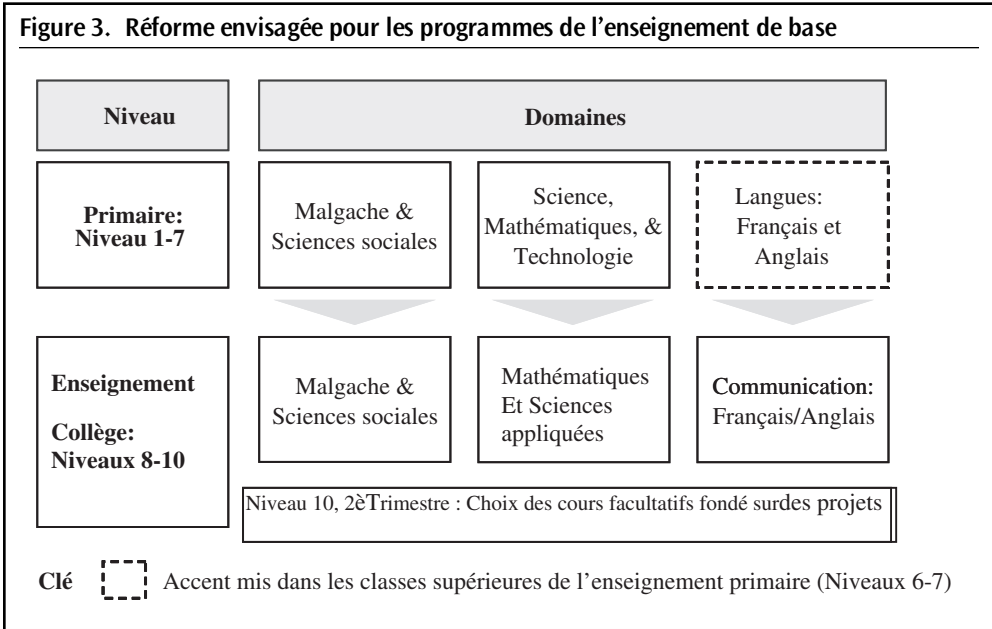 Figure 3. Réforme envisagée pour les programmes de l'enseignement de base
Niveau
Domaines
Primaire:
Niveau 1-7
Malgache &
Sciences sociales
Science,
Mathématiques, &
Technologie
Langues:
Français et
Anglais
Enseignement
Collège:
Niveaux 8-10
Malgache &
Sciences sociales
Mathématiques
Et Sciences
appliquées
Communication:
Français/Anglais
Niveau 10, 2èTrimestre : Choix des cours facultatifs fondé surdes projets
Clé
Accent mis dans les classes supérieures de l'enseignement primaire (Niveaux 6-7)